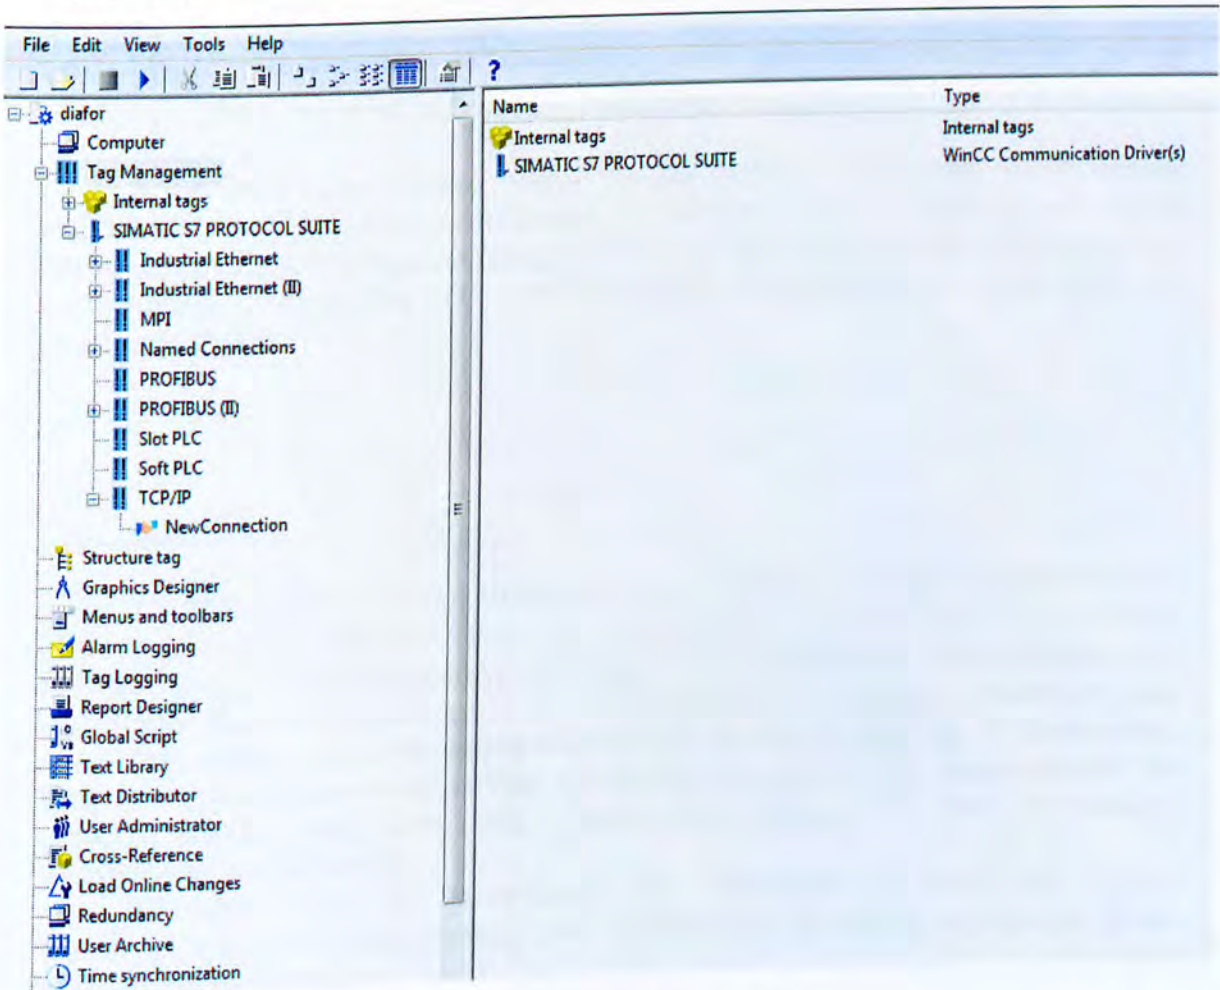 File Edit View Tools Help
?
diafor
Computer
Tag Management
Internal tags
SIMATIC S7 PROTOCOL SUITE
Industrial Ethernet
Industrial Ethernet (II)
MPI
Named Connections
PROFIBUS
PROFIBUS (II)
Slot PLC
Soft PLC
TCP/IP
NewConnection
Structure tag
Graphics Designer
Menus and toolbars
Alarm Logging
Tag Logging
Report Designer
Global Script
Text Library
Text Distributor
User Administrator
Cross-Reference
Load Online Changes
Redundancy
User Archive
Time synchronization
Name Type
Internal tags Internal tags
SIMATIC S7 PROTOCOL SUITE WinCC Communication Driver(s)